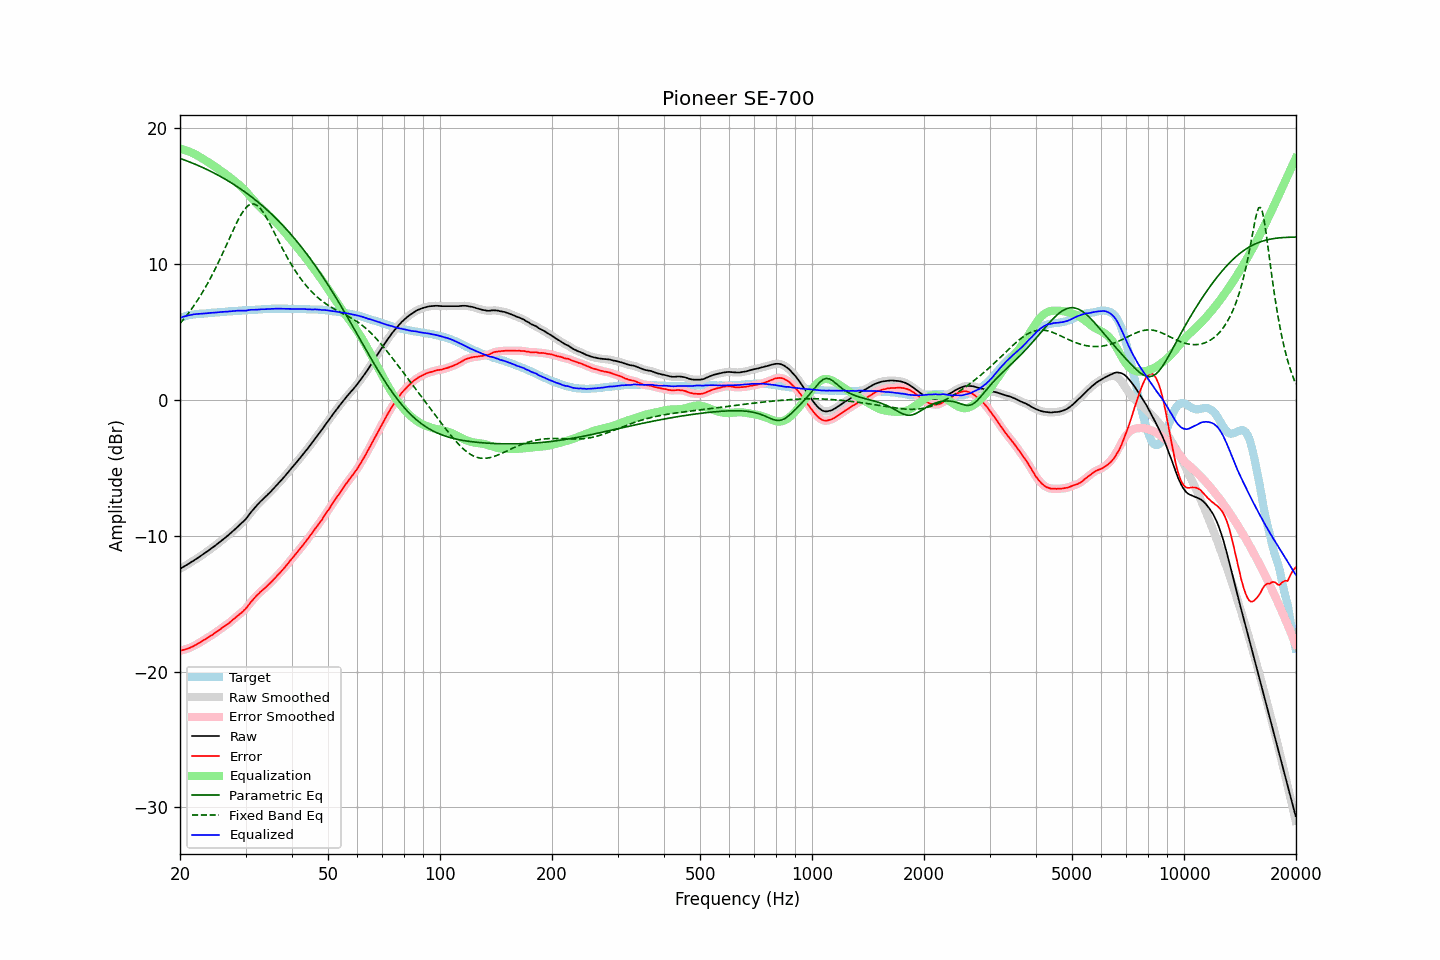 Pioneer SE-700
20
10
0
−10
−20
−30
Amplitude (dBr)
Target
Raw Smoothed
Error Smoothed
Raw
Error
Equalization
Parametric Eq
Fixed Band Eq
Equalized
20 50 100 200 500 1000 2000 5000 10000 20000
Frequency (Hz)